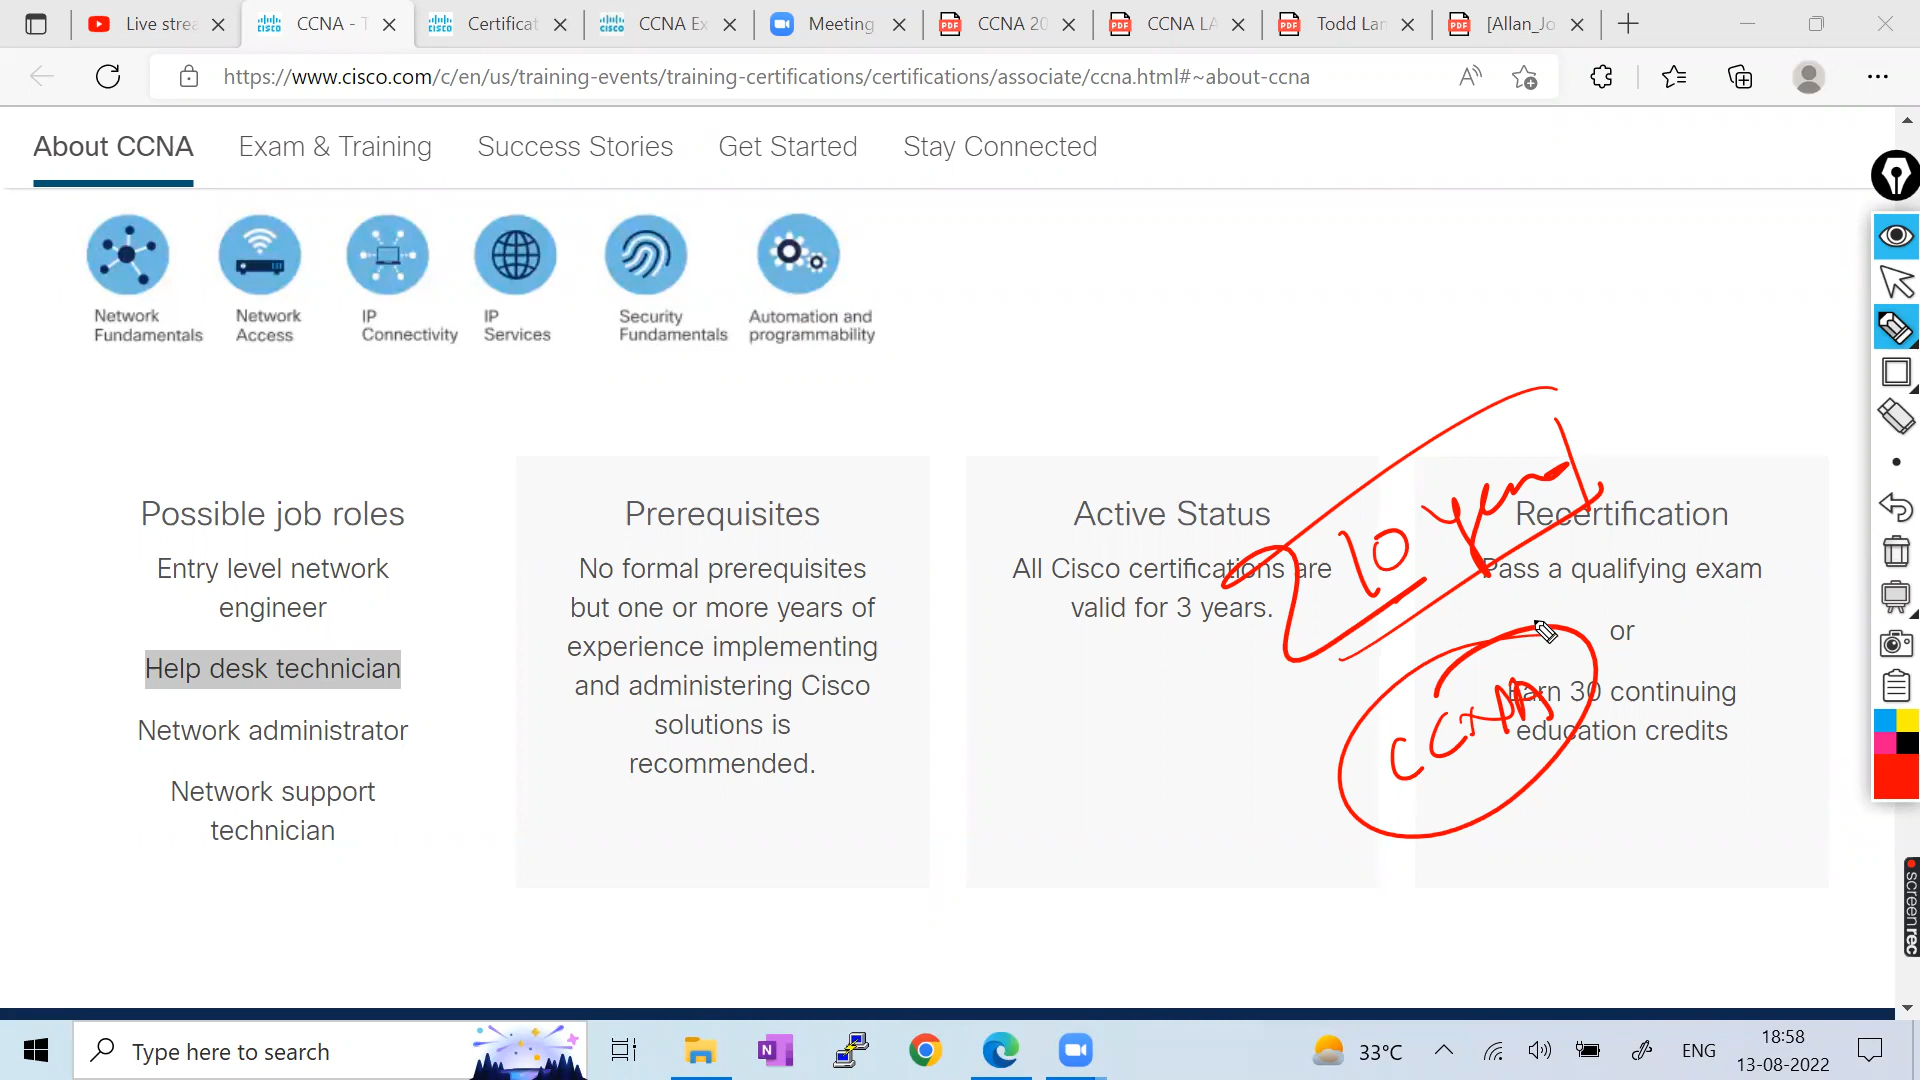 Live strea
CCNA - T
Certificat
CCNA Ex
Meeting
CCNA 20
CCNA LA
Todd Lar
[Allan_Jo
https://www.cisco.com/c/en/us/training-events/training-certifications/certifications/associate/ccna.html#~about-ccna
About CCNA
Exam & Training
Success Stories
Get Started
Stay Connected
Network Fundamentals
Network Access
IP Connectivity
IP Services
Security Fundamentals
Automation and programmability
Possible job roles
Entry level network
engineer
Help desk technician
Network administrator
Network support
technician
Prerequisites
No formal prerequisites
but one or more years of
experience implementing
and administering Cisco
solutions is
recommended.
Active Status
All Cisco certifications are
valid for 3 years.
10 years
Recertification
Pass a qualifying exam
or
Earn 30 continuing
education credits
CCNA
screenrec
Type here to search
33°C
ENG
18:58
13-08-2022